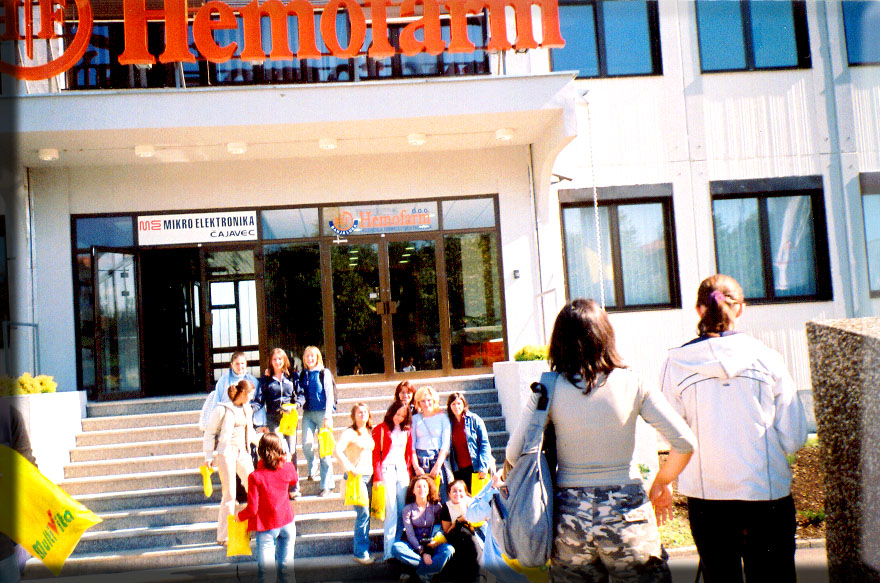 Hemofarm
MIKRO ELEKTRONIKA
ČAJAVEC
Hemofarm d.o.o.
MultiVita